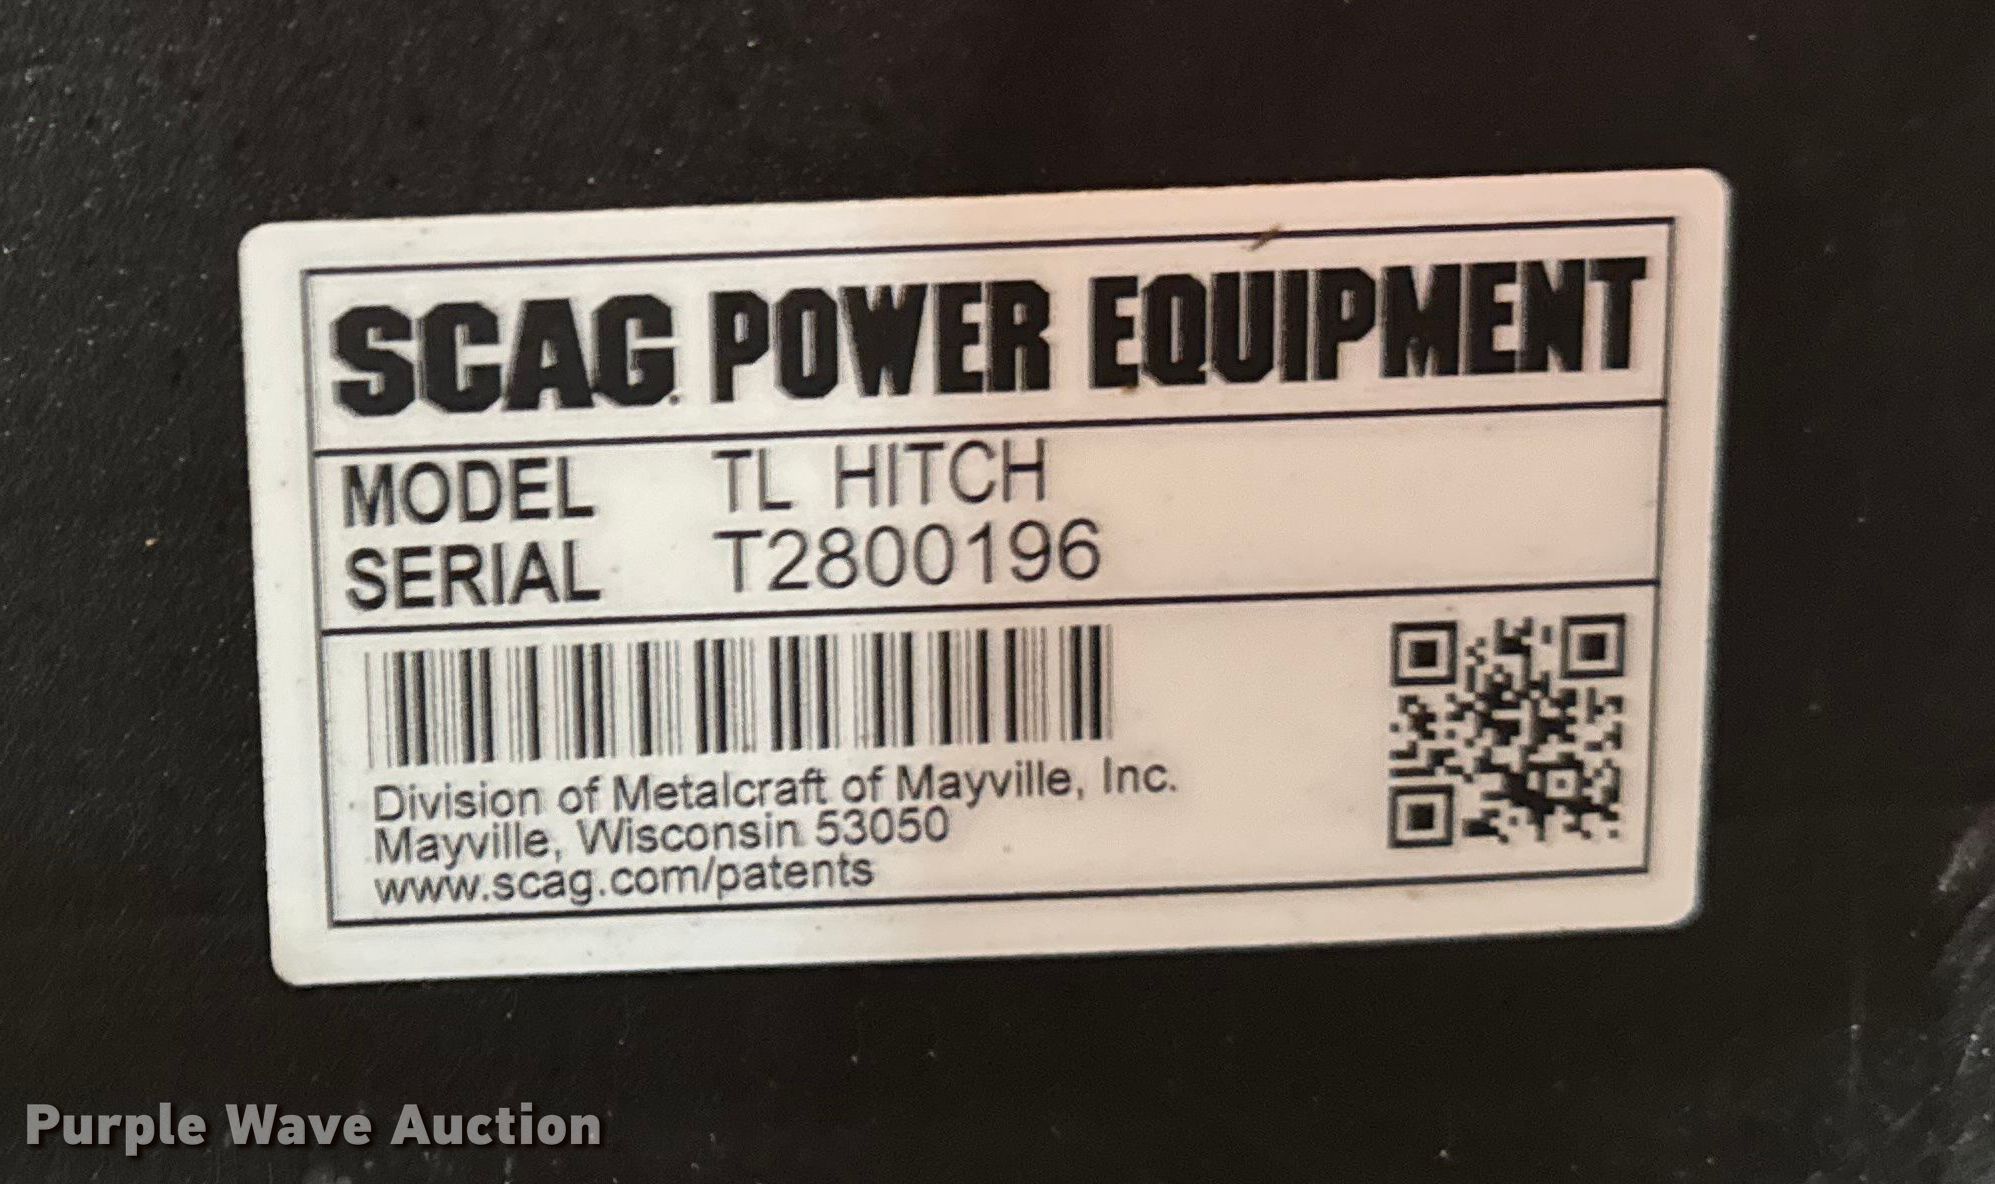 SCAG. POWER EQUIPMENT
MODEL TL HITCH
SERIAL T2800196
Division of Metalcraft of Mayville, Inc.
Mayville, Wisconsin 53050
www.scag.com/patents
Purple Wave Auction